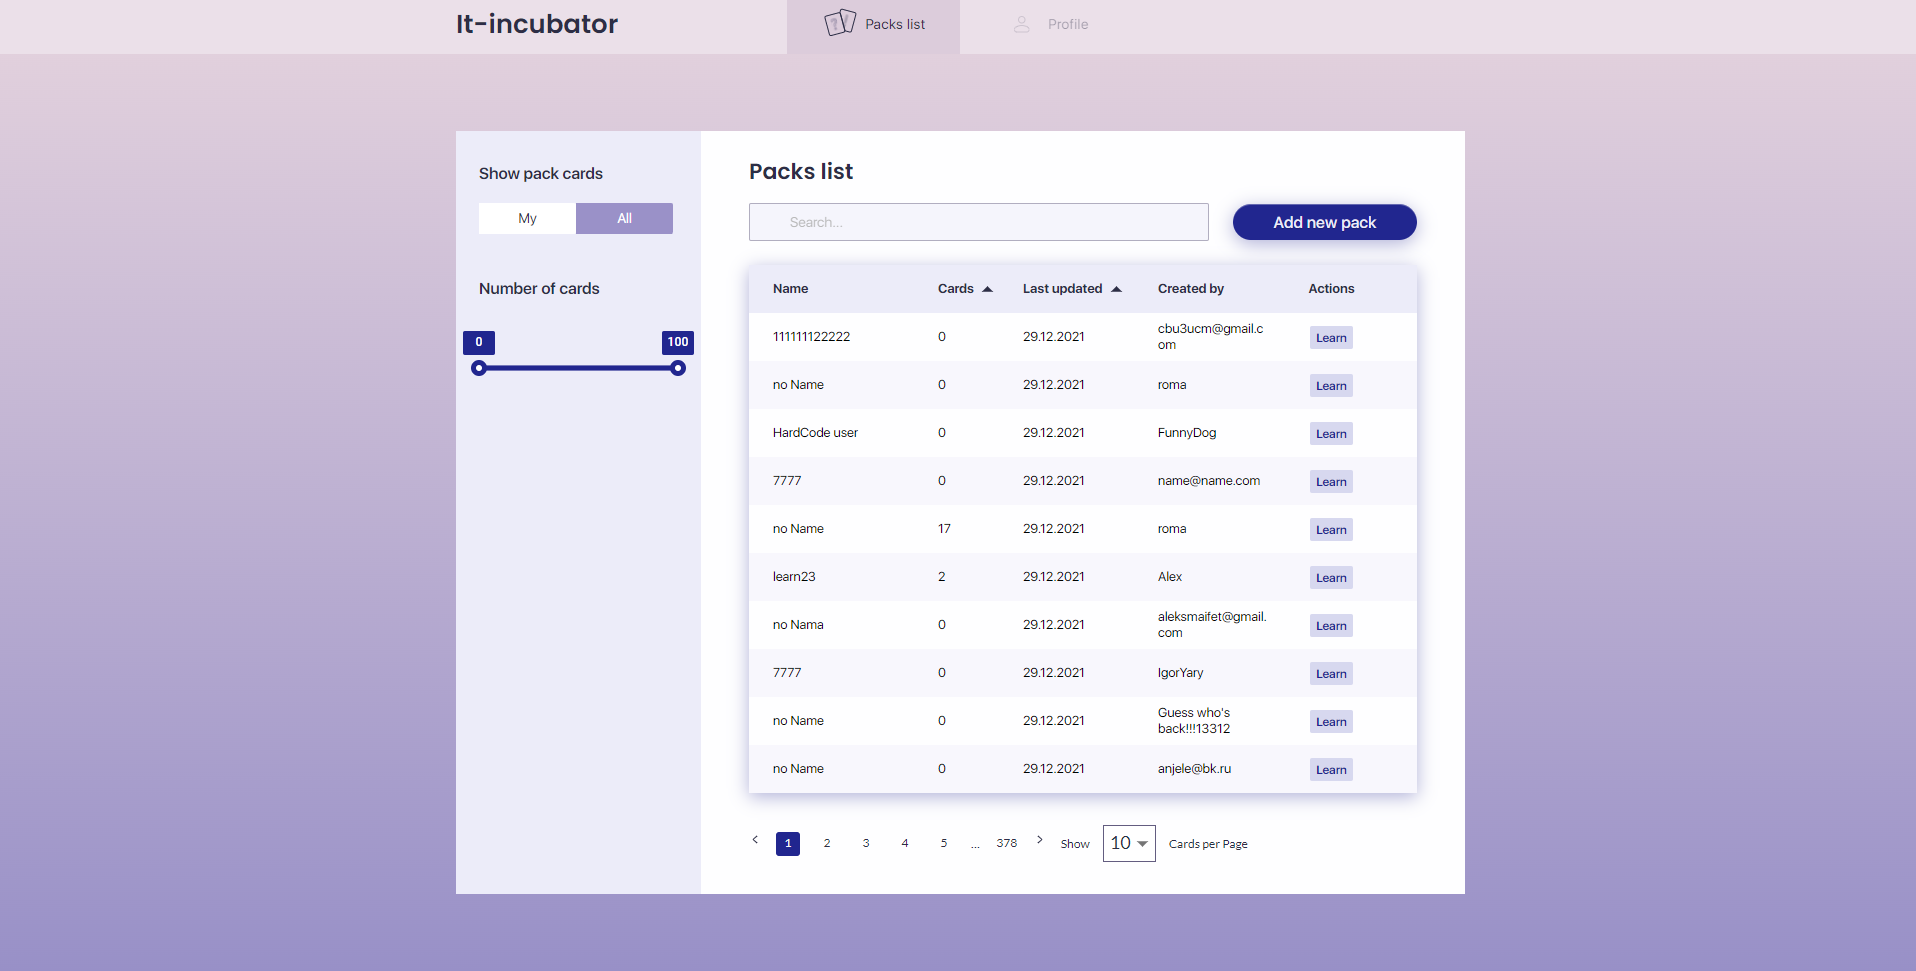 It-incubator
Packs list
Profile
Show pack cards
My
All
Number of cards
0
100
Packs list
Search...
Add new pack
Name Cards Last updated Created by Actions
111111122222 0 29.12.2021 cbu3ucm@gmail.c
om
Learn
no Name 0 29.12.2021 roma Learn
HardCode user 0 29.12.2021 FunnyDog Learn
7777 0 29.12.2021 name@name.com Learn
no Name 17 29.12.2021 roma Learn
learn23 2 29.12.2021 Alex Learn
no Nama 0 29.12.2021 aleksmaifet@gmail.
com
Learn
7777 0 29.12.2021 IgorYary Learn
no Name 0 29.12.2021 Guess who's
back!!!13312
Learn
no Name 0 29.12.2021 anjele@bk.ru Learn
< 1 2 3 4 5 ... 378 > Show 10 Cards per Page